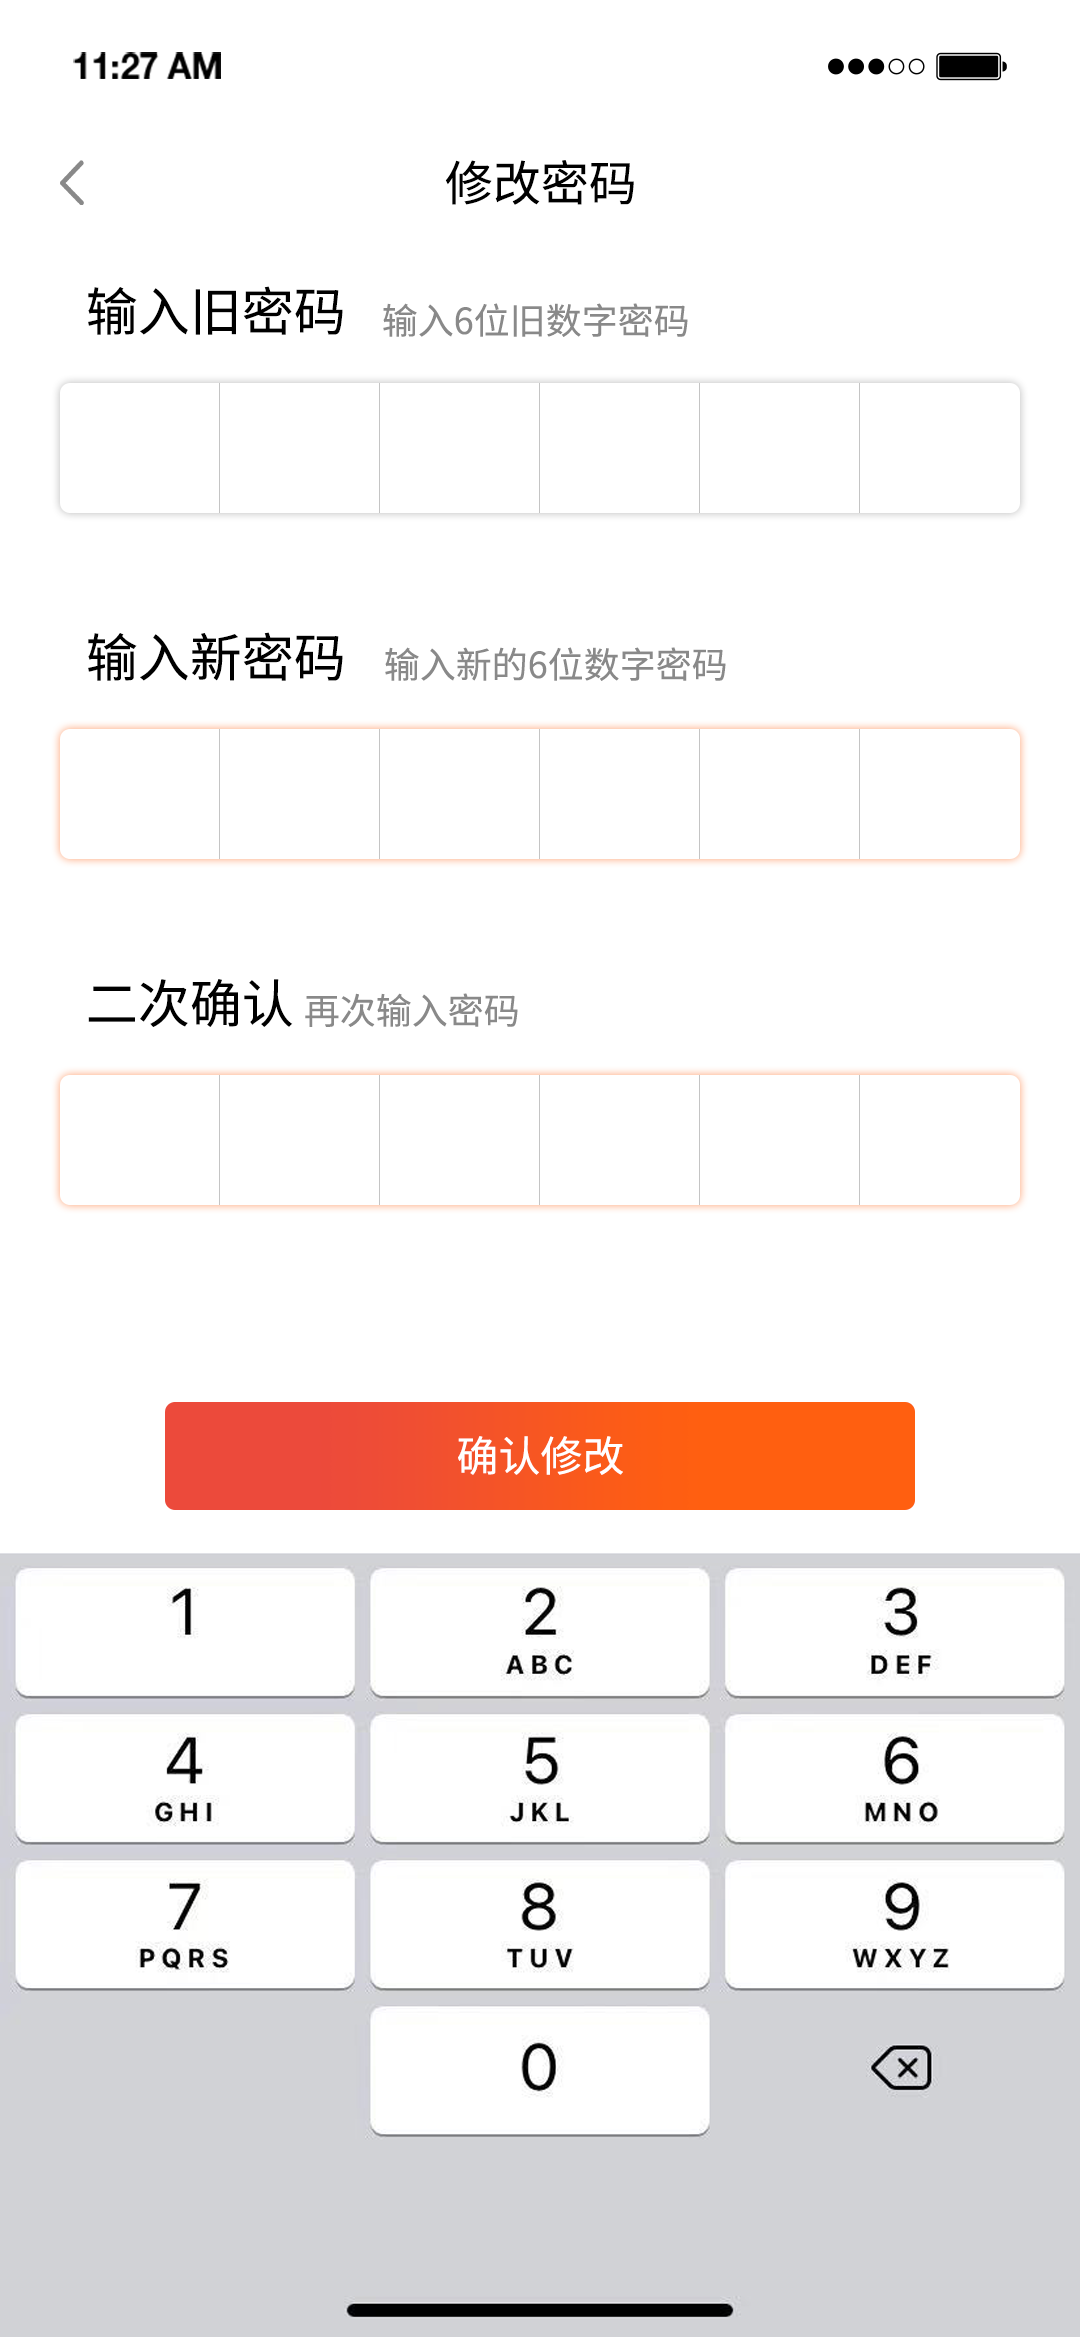 11:27 AM
修改密码
输入旧密码 输入6位旧数字密码
输入新密码 输入新的6位数字密码
二次确认 再次输入密码
确认修改
1 2 3
ABC DEF
4 5 6
GHI JKL MNO
7 8 9
PQRS TUV WXYZ
0